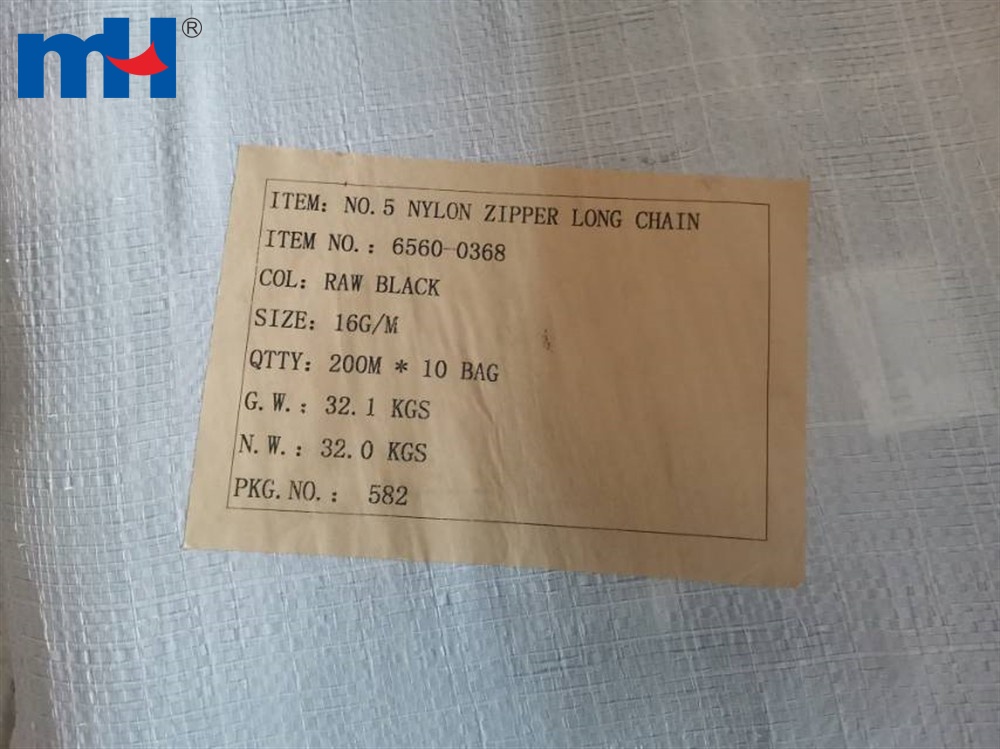 mH®
ITEM: NO.5 NYLON ZIPPER LONG CHAIN
ITEM NO.: 6560-0368
COL: RAW BLACK
SIZE: 16G/M
QTTY: 200M * 10 BAG
G.W.: 32.1 KGS
N.W.: 32.0 KGS
PKG.NO.: 582